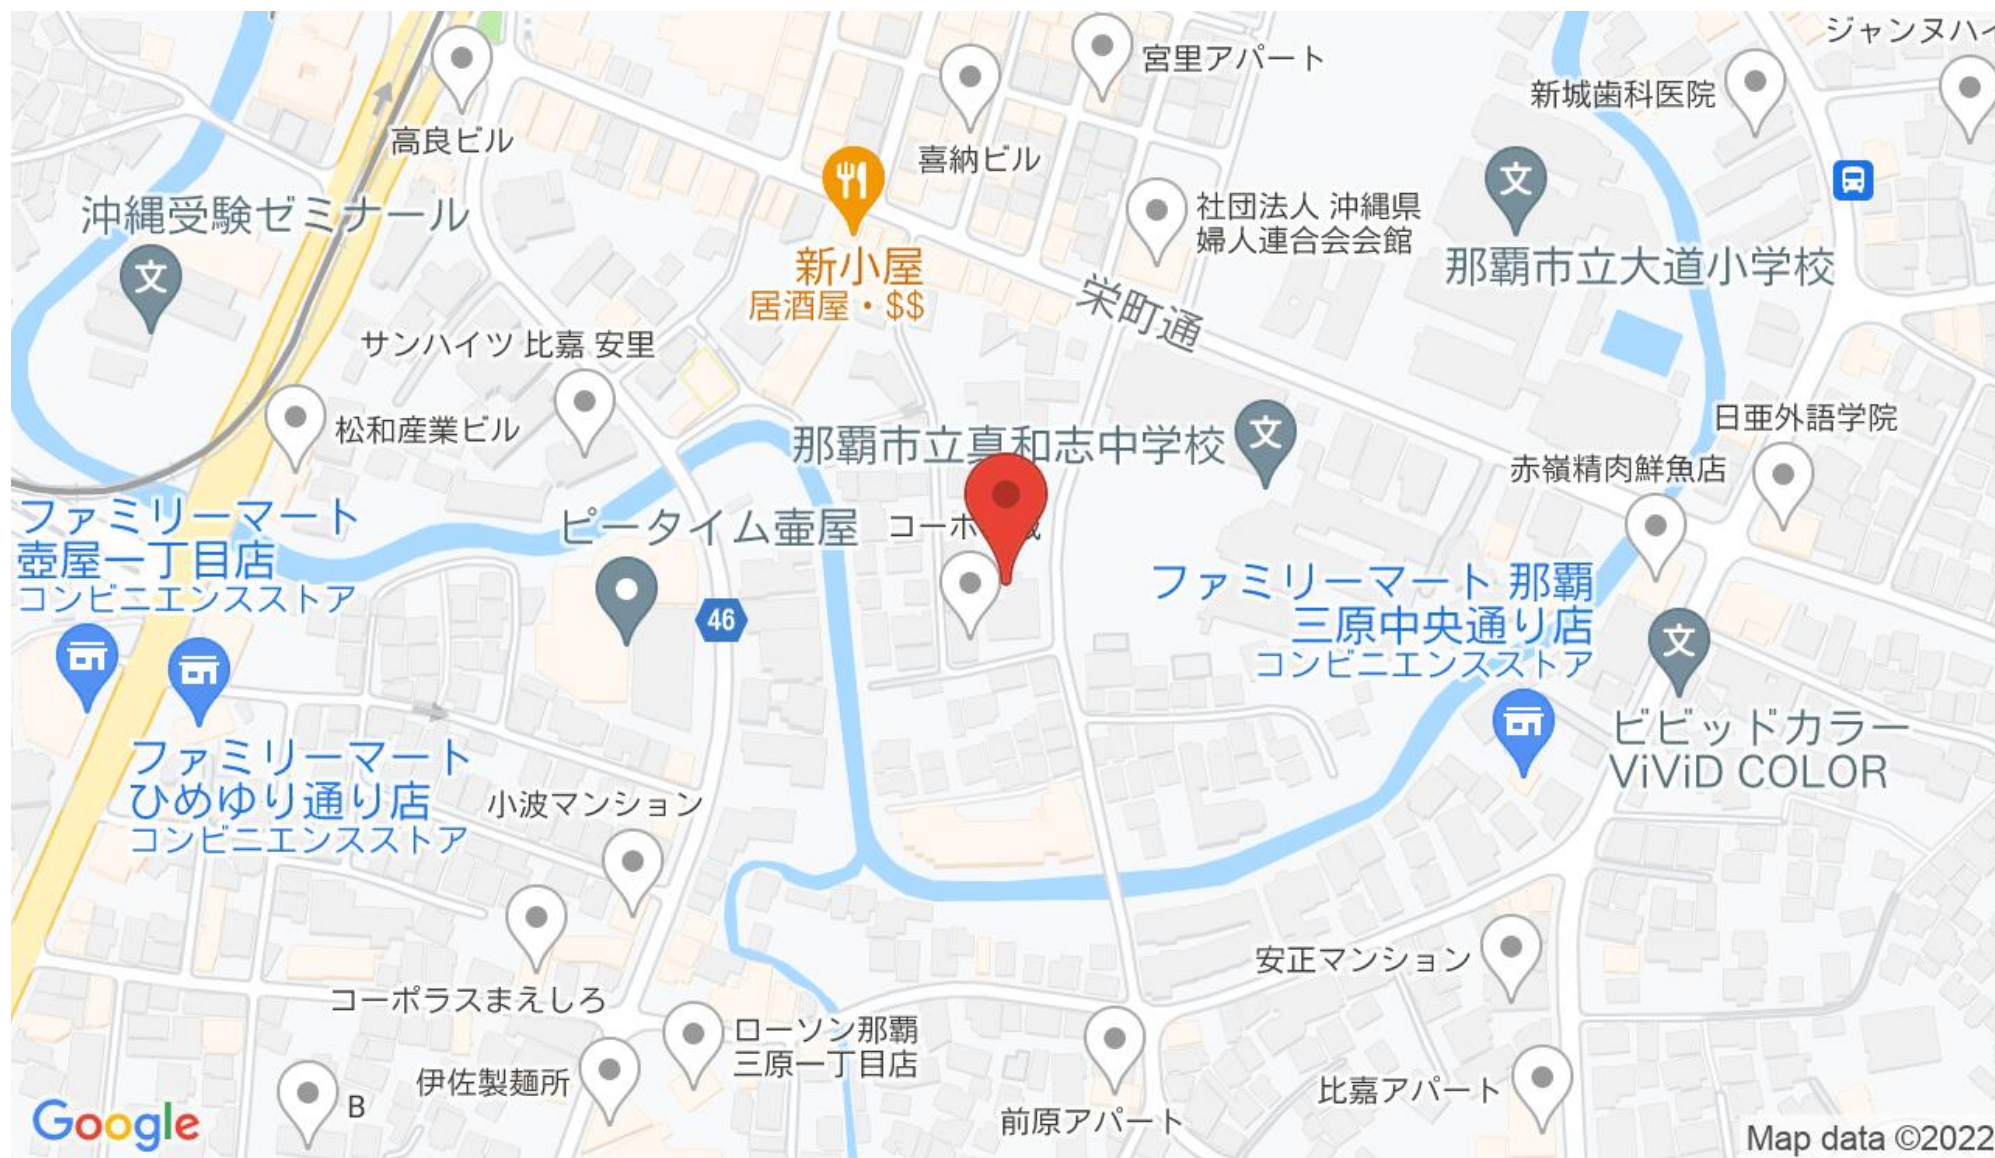 ジャンヌハイ
宮里アパート
新城歯科医院
高良ビル
喜納ビル
沖縄受験ゼミナール
社団法人 沖縄県
婦人連合会会館
新小屋
居酒屋・$$
那覇市立大道小学校
栄町通
サンハイツ 比嘉 安里
松和産業ビル
那覇市立真和志中学校
日亜外語学院
赤嶺精肉鮮魚店
ファミリーマート
壺屋一丁目店
コンビニエンスストア
ピータイム壷屋
コーポ
46
ファミリーマート 那覇
三原中央通り店
コンビニエンスストア
ファミリーマート
ひめゆり通り店
コンビニエンスストア
ビビッドカラー
ViViD COLOR
小波マンション
コーポラスまえしろ
安正マンション
ローソン那覇
三原一丁目店
伊佐製麺所
B
前原アパート
比嘉アパート
Google
Map data ©2022
文
文
文
文